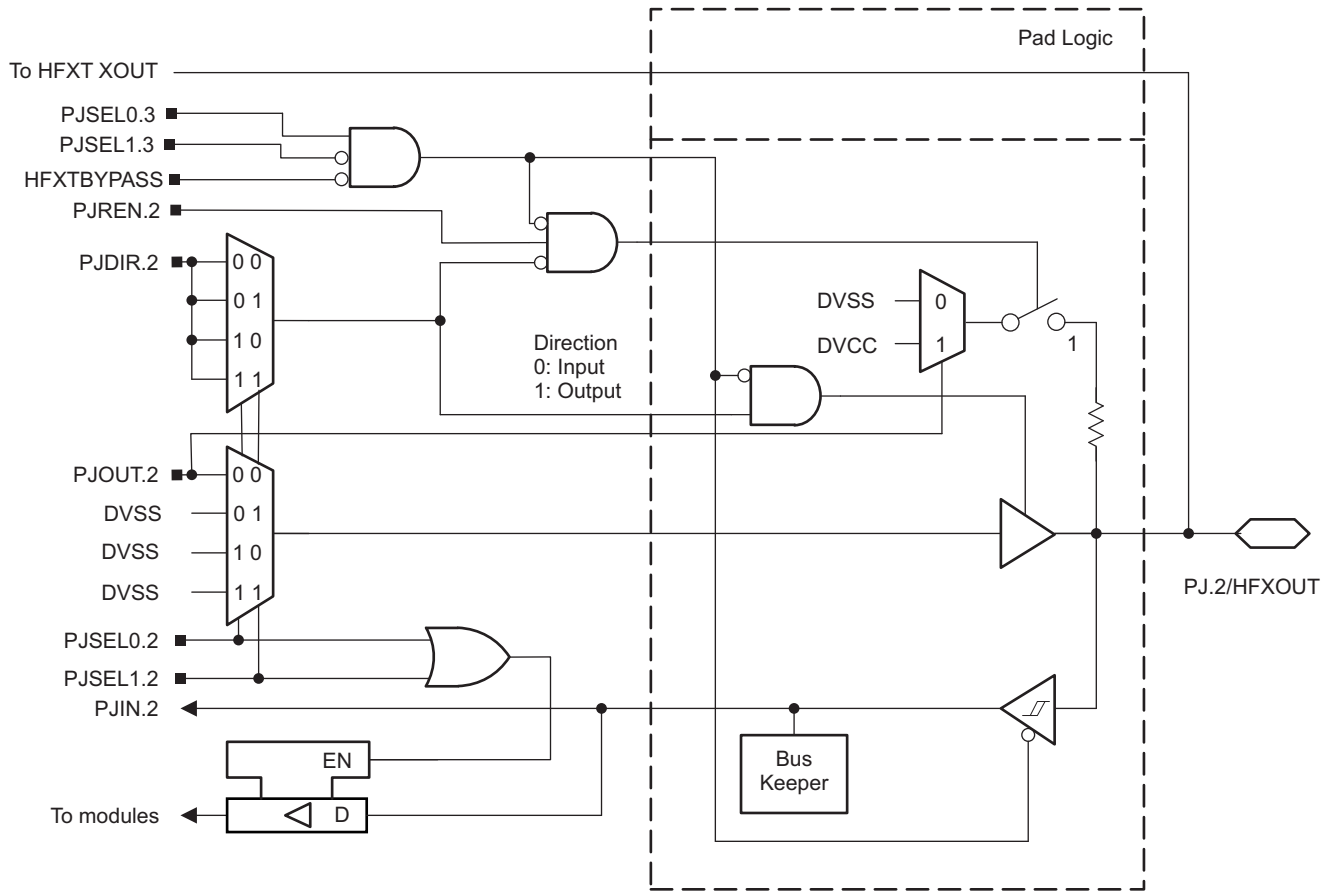 Pad Logic
To HFXT XOUT
PJSEL0.3
PJSEL1.3
HFXTBYPASS
PJREN.2
PJDIR.2
0 0
0 1
1 0
1 1
Direction
0: Input
1: Output
DVSS
0
DVCC
1
1
PJOUT.2
0 0
DVSS
0 1
DVSS
1 0
DVSS
1 1
PJ.2/HFXOUT
PJSEL0.2
PJSEL1.2
PJIN.2
Bus
Keeper
EN
To modules
D